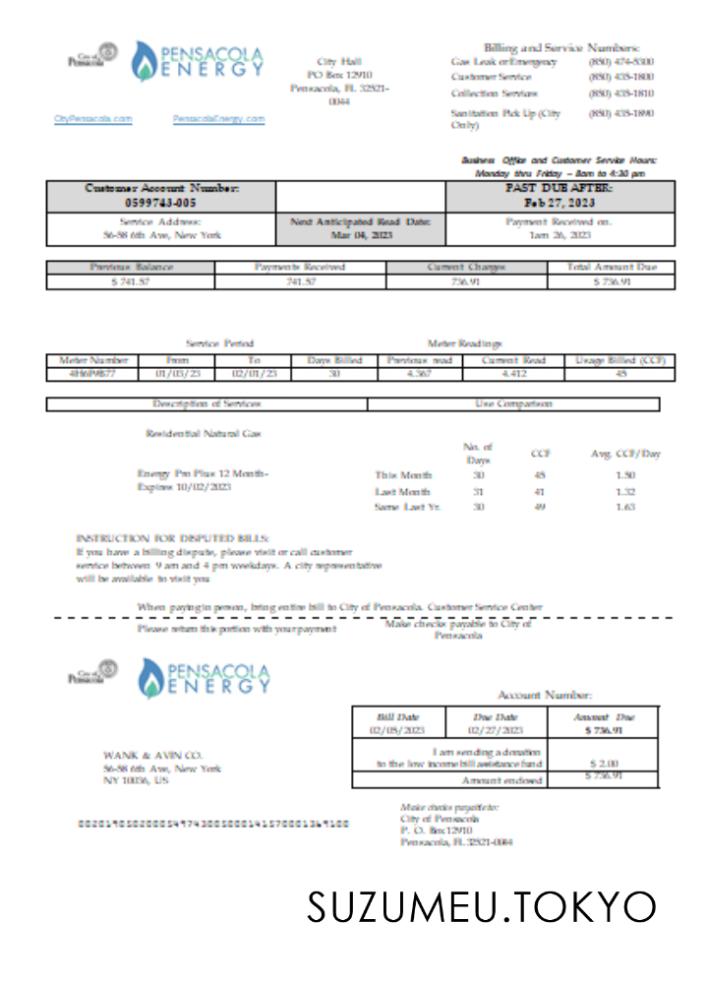 City of
Pensacola
PENSACOLA
ENERGY
City Hall
PO Box 12910
Pensacola, FL 32521-
0044
Billing and Service Numbers:
Gas Leak or Emergency (850) 474-5300
Customer Service (850) 435-1800
Collection Services (850) 435-1810
Sanitation Pick Up (City Only) (850) 435-1890
CityPensacola.com PensacolaEnergy.com
Business Office and Customer Service Hours:
Monday thru Friday – 8am to 4:30 pm
Customer Account Number:
0599743-005
PAST DUE AFTER:
Feb 27, 2023
Service Address:
56-58 6th Ave, New York
Next Anticipated Read Date:
Mar 04, 2023
Payment Received on.
1am 26, 2023
Previous Balance Payments Received Current Charges Total Amount Due
$ 741.57 741.57 736.91 $ 736.91
Service Period Meter Readings
Meter Number From To Days Billed Previous read Current Read Usage Billed (CCF)
01/03/23 02/01/23 30 4.367 4.412 45
Description of Services Use Comparison
Residential Natural Gas
No. of Days CCF Avg. CCF/Day
Energy Pro Plus 12 Month-
Expires 10/02/2023
This Month 30 45 1.50
Last Month 31 41 1.32
Same Last Yr. 30 49 1.63
INSTRUCTION FOR DISPUTED BILLS:
If you have a billing dispute, please visit or call customer
service between 9 am and 4 pm weekdays. A city representative
will be available to visit you
When paying in person, bring entire bill to City of Pensacola. Customer Service Center
Please return this portion with your payment
Make checks payable to City of
Pensacola
City of
Pensacola
PENSACOLA
ENERGY
Account Number:
Bill Date Due Date Amount Due
02/05/2023 02/27/2023 $ 736.91
I am sending a donation
to the low income bill assistance fund $ 2.00
Amount enclosed $ 736.91
WANK & AVIN CO.
56-58 6th Ave, New York
NY 10036, US
Make checks payable to:
City of Pensacola
P. O. Box 12910
Pensacola, FL 32521-0044
SUZUMEU.TOKYO